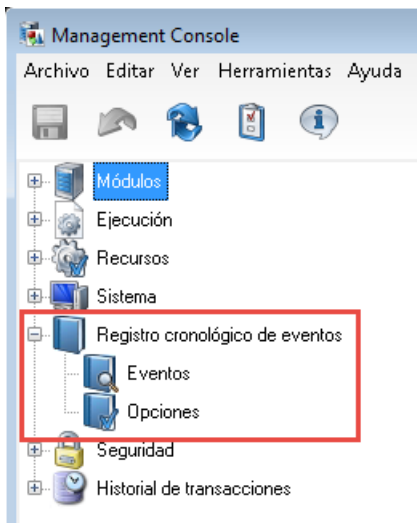 Management Console
Archivo Editar Ver Herramientas Ayuda
Módulos
Ejecución
Recursos
Sistema
Registro cronológico de eventos
Eventos
Opciones
Seguridad
Historial de transacciones